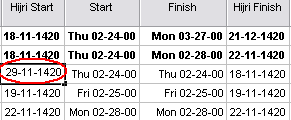 Hijri Start Start Finish Hijri Finish
18-11-1420 Thu 02-24-00 Mon 03-27-00 21-12-1420
18-11-1420 Thu 02-24-00 Mon 02-28-00 22-11-1420
29-11-1420 Thu 02-24-00 Thu 02-24-00 18-11-1420
19-11-1420 Fri 02-25-00 Fri 02-25-00 19-11-1420
22-11-1420 Mon 02-28-00 Mon 02-28-00 22-11-1420